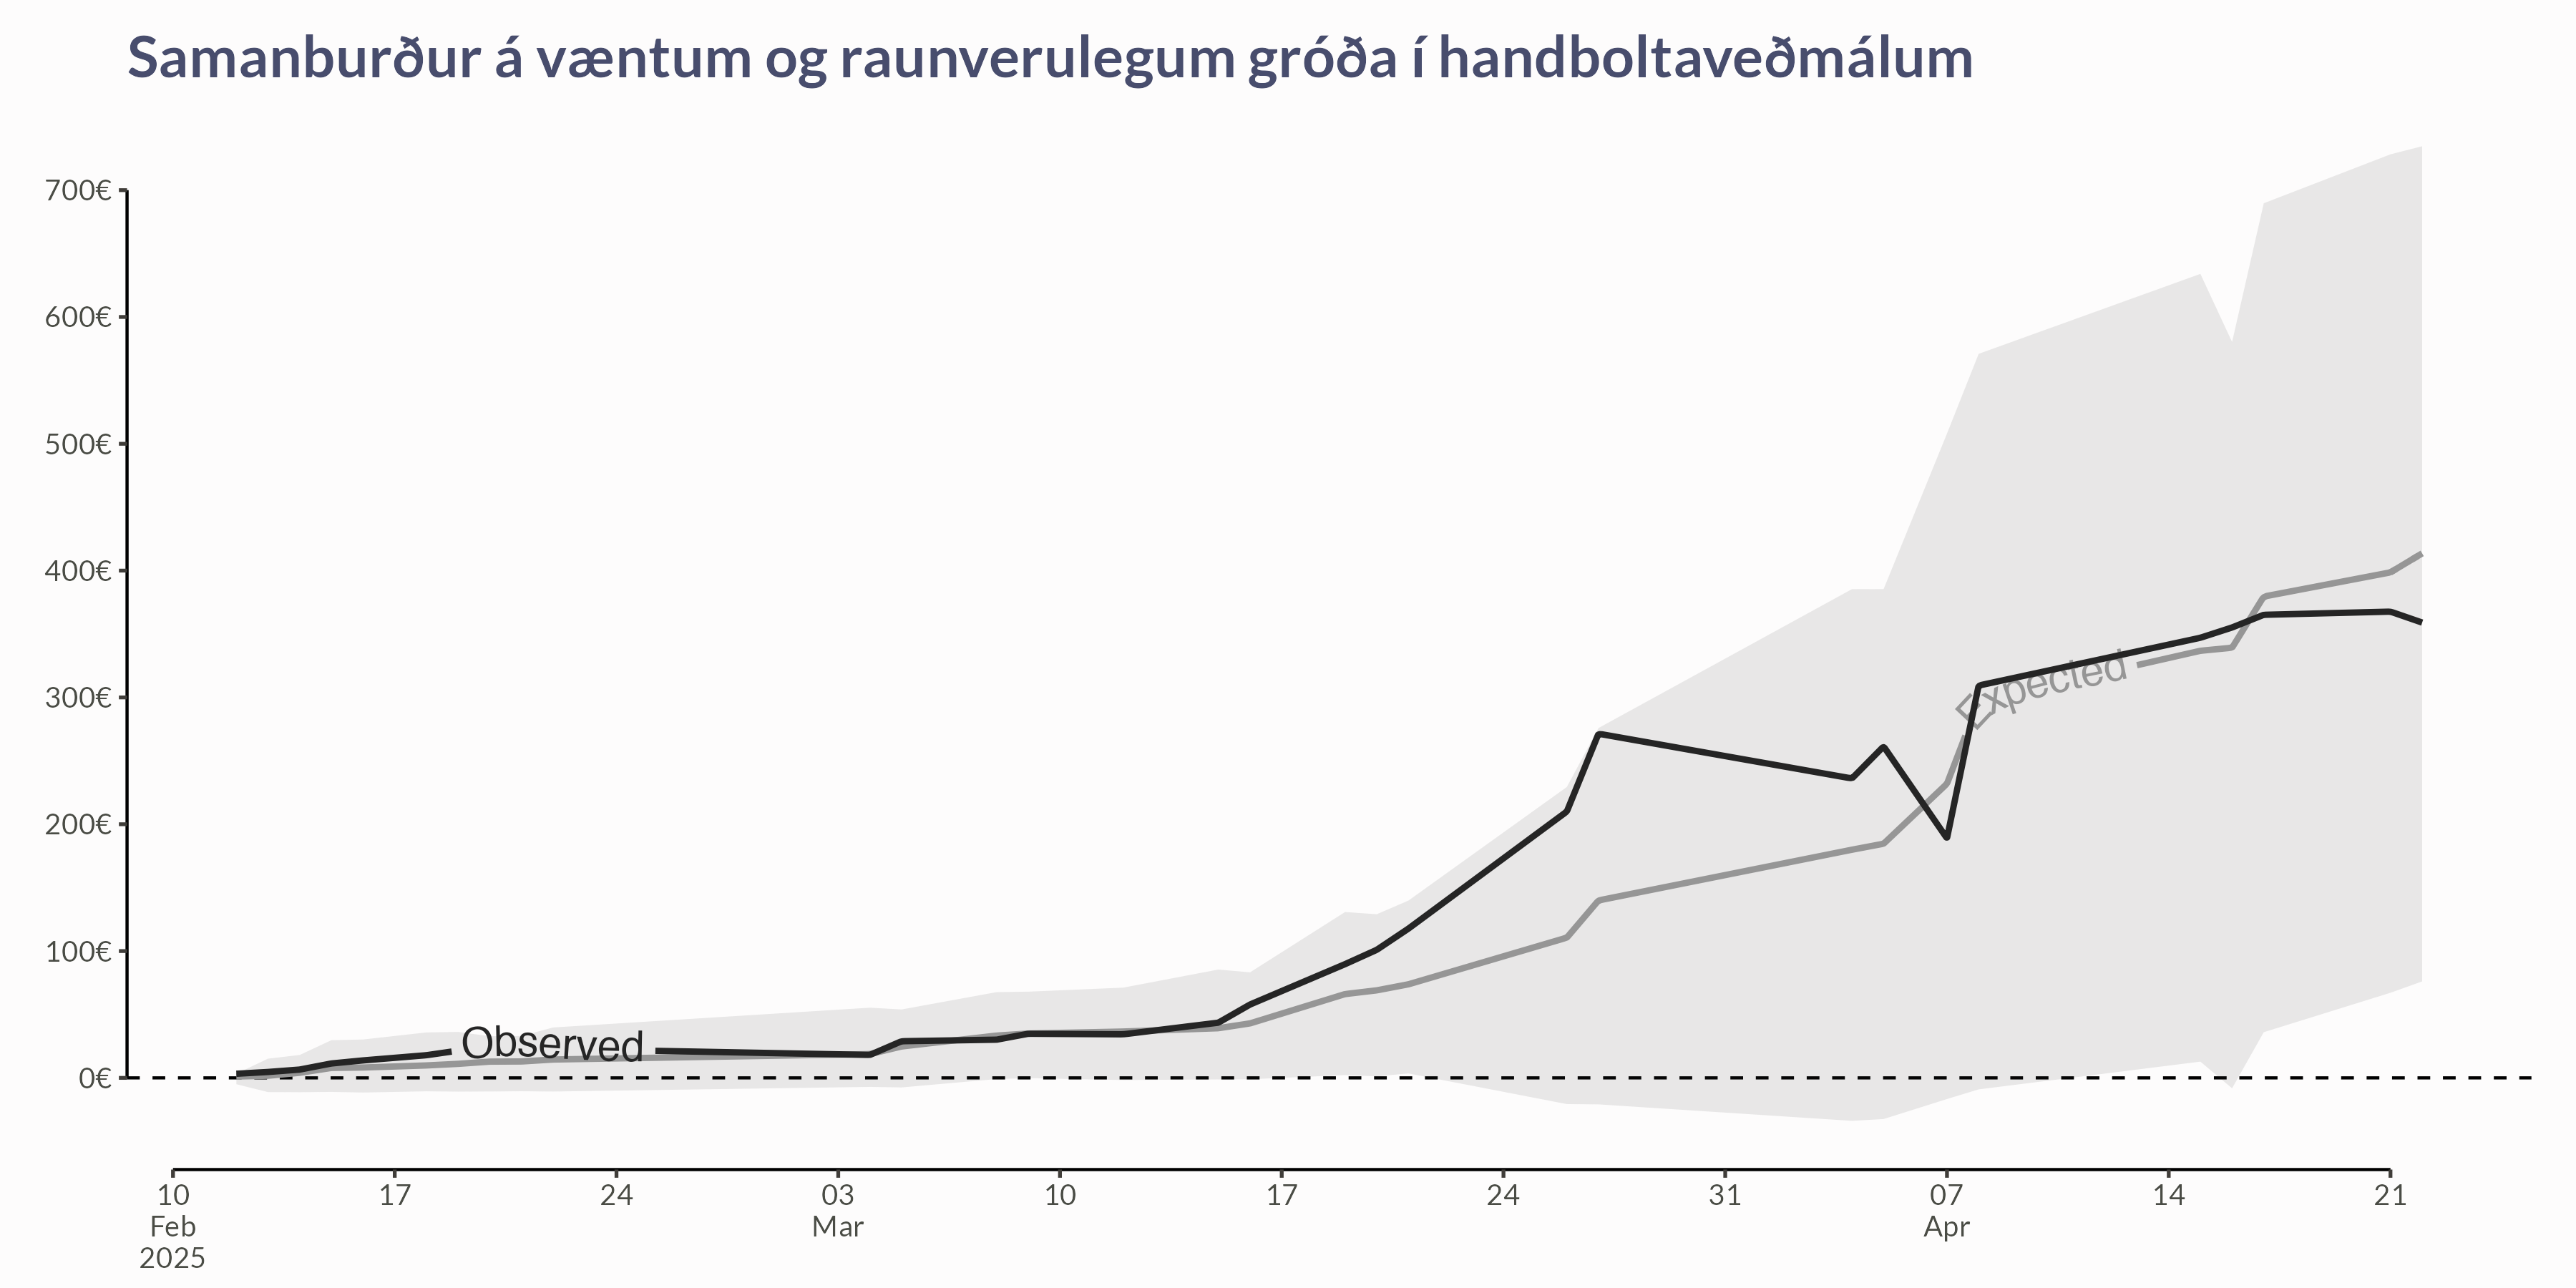 Samanburður á væntum og raunverulegum gróða í handboltaveðmálum
700€
600€
500€
400€
300€
200€
100€
0€
Observed
Expected
10 17 24 03 10 17 24 31 07 14 21
Feb Mar Apr
2025